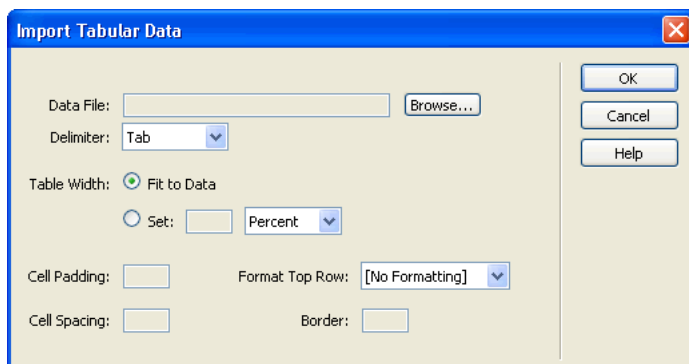 Import Tabular Data
OK
Data File: Browse...
Cancel
Delimiter: Tab
Help
Table Width: Fit to Data
Set: Percent
Cell Padding: Format Top Row: [No Formatting]
Cell Spacing: Border: